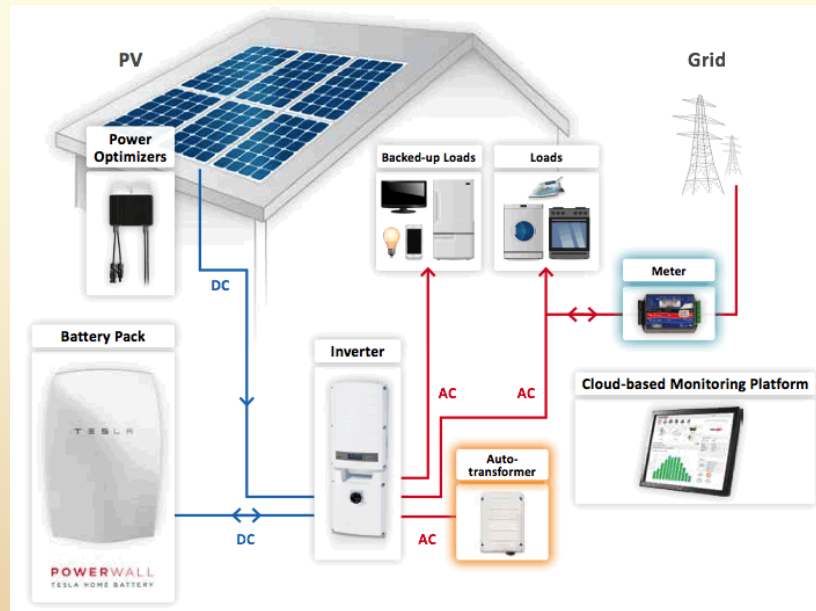 PV
Grid
Power
Optimizers
Backed-up Loads
Loads
DC
Meter
Battery Pack
Inverter
AC
AC
Cloud-based Monitoring Platform
TESLA
Auto-
transformer
DC
AC
POWERWALL
TESLA HOME BATTERY